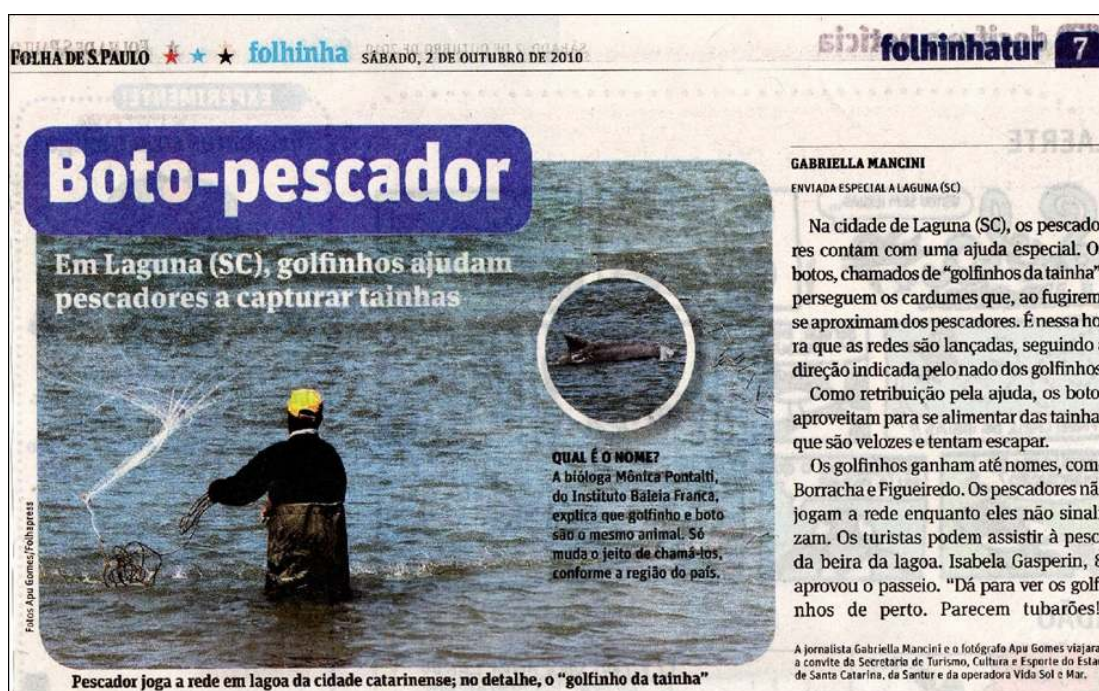 FOLHA DE S.PAULO ★ ★ ★ folhinha SÁBADO, 2 DE OUTUBRO DE 2010
folhinhatur 7
Boto-pescador
Em Laguna (SC), golfinhos ajudam
pescadores a capturar tainhas
QUAL É O NOME?
A bióloga Mônica Pontalti,
do Instituto Baleia Franca,
explica que golfinho e boto
são o mesmo animal. Só
muda o jeito de chamá-los,
conforme a região do país.
Fotos Apu Gomes/Folhapress
Pescador joga a rede em lagoa da cidade catarinense; no detalhe, o "golfinho da tainha"
GABRIELLA MANCINI
ENVIADA ESPECIAL A LAGUNA (SC)
Na cidade de Laguna (SC), os pescado
res contam com uma ajuda especial. O
botos, chamados de "golfinhos da tainha"
perseguem os cardumes que, ao fugirem
se aproximam dos pescadores. É nessa ho
ra que as redes são lançadas, seguindo
direção indicada pelo nado dos golfinhos
Como retribuição pela ajuda, os boto
aproveitam para se alimentar das tainha
que são velozes e tentam escapar.
Os golfinhos ganham até nomes, com
Borracha e Figueiredo. Os pescadores nã
jogam a rede enquanto eles não sinali
zam. Os turistas podem assistir à pesc
da beira da lagoa. Isabela Gasperin, 8
aprovou o passeio. "Dá para ver os golf
nhos de perto. Parecem tubarões!
A jornalista Gabriella Mancini e o fotógrafo Apu Gomes viajara
a convite da Secretaria de Turismo, Cultura e Esporte do Esta
de Santa Catarina, da Santur e da operadora Vida Sol e Mar.